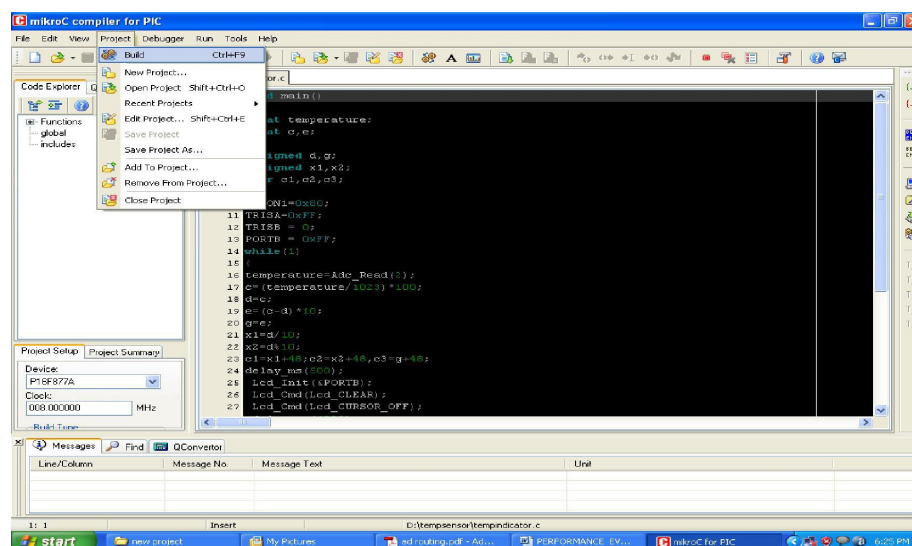 mikroC compiler for PIC
File Edit View Project Debugger Run Tools Help
Build Ctrl+F9
New Project...
Open Project Shift+Ctrl+O
Recent Projects
Edit Project... Shift+Ctrl+E
Save Project
Save Project As...
Add To Project...
Remove From Project...
Close Project
Code Explorer
Functions
global
includes
or.c
main()
at temperature;
at c,e;
igned d,g;
igned x1,x2;
r c1,c2,c3;
ON1=0x80;
11 TRISA=0xFF;
12 TRISB = 0;
13 PORTB = 0xFF;
14 while(1)
15 {
16 temperature=Adc_Read(2);
17 c=(temperature/1023)*100;
18 d=c;
19 e=(c-d)*10;
20 g=e;
21 x1=d/10;
22 x2=d%10;
23 c1=x1+48;c2=x2+48,c3=g+48;
24 delay_ms(500);
25 Lcd_Init(&PORTB);
26 Lcd_Cmd(Lcd_CLEAR);
27 Lcd_Cmd(Lcd_CURSOR_OFF);
Project Setup Project Summary
Device:
P16F877A
Clock:
008.000000 MHz
Build Type
Messages Find QConvertor
Line/Column Message No. Message Text Unit
1: 1 Insert D:\tempsensor\tempindicator.c
start new project My Pictures ad routing.pdf - Ad... PERFORMANCE EV... mikroC for PIC 6:25 PM